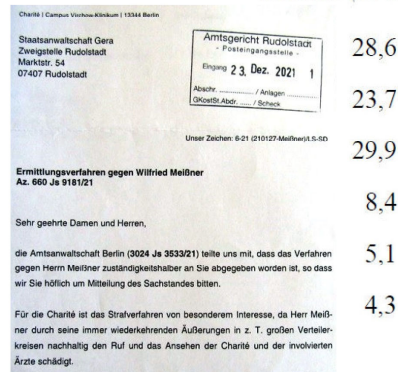 Charité | Campus Virchow-Klinikum | 13344 Berlin
Staatsanwaltschaft Gera
Zweigstelle Rudolstadt
Marktstr. 54
07407 Rudolstadt
Amtsgericht Rudolstadt
- Posteingangsstelle -
Eingang 23. Dez. 2021 1
Abschr. ............ / Anlagen ............
GKostSt.Abdr. ...... / Scheck
Unser Zeichen: 6-21 (210127-Meißner)/LS-SD
Ermittlungsverfahren gegen Wilfried Meißner
Az. 660 Js 9181/21
Sehr geehrte Damen und Herren,
die Amtsanwaltschaft Berlin (3024 Js 3533/21) teilte uns mit, dass das Verfahren
gegen Herrn Meißner zuständigkeitshalber an Sie abgegeben worden ist, so dass
wir Sie höflich um Mitteilung des Sachstandes bitten.
Für die Charité ist das Strafverfahren von besonderem Interesse, da Herr Meiß-
ner durch seine immer wiederkehrenden Äußerungen in z. T. großen Verteiler-
kreisen nachhaltig den Ruf und das Ansehen der Charité und der involvierten
Ärzte schädigt.
28,6
23,7
29,9
8,4
5,1
4,3